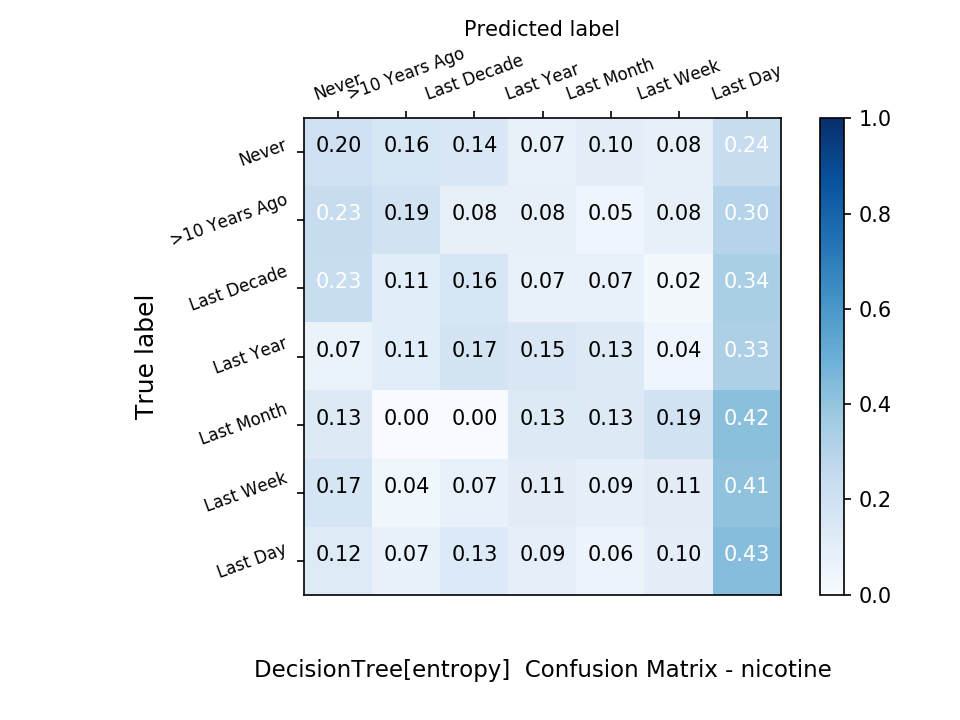 Predicted label
Never >10 Years Ago Last Decade Last Year Last Month Last Week Last Day
True label
Never 0.20 0.16 0.14 0.07 0.10 0.08 0.24
>10 Years Ago 0.23 0.19 0.08 0.08 0.05 0.08 0.30
Last Decade 0.23 0.11 0.16 0.07 0.07 0.02 0.34
Last Year 0.07 0.11 0.17 0.15 0.13 0.04 0.33
Last Month 0.13 0.00 0.00 0.13 0.13 0.19 0.42
Last Week 0.17 0.04 0.07 0.11 0.09 0.11 0.41
Last Day 0.12 0.07 0.13 0.09 0.06 0.10 0.43
1.0
0.8
0.6
0.4
0.2
0.0
DecisionTree[entropy]  Confusion Matrix - nicotine